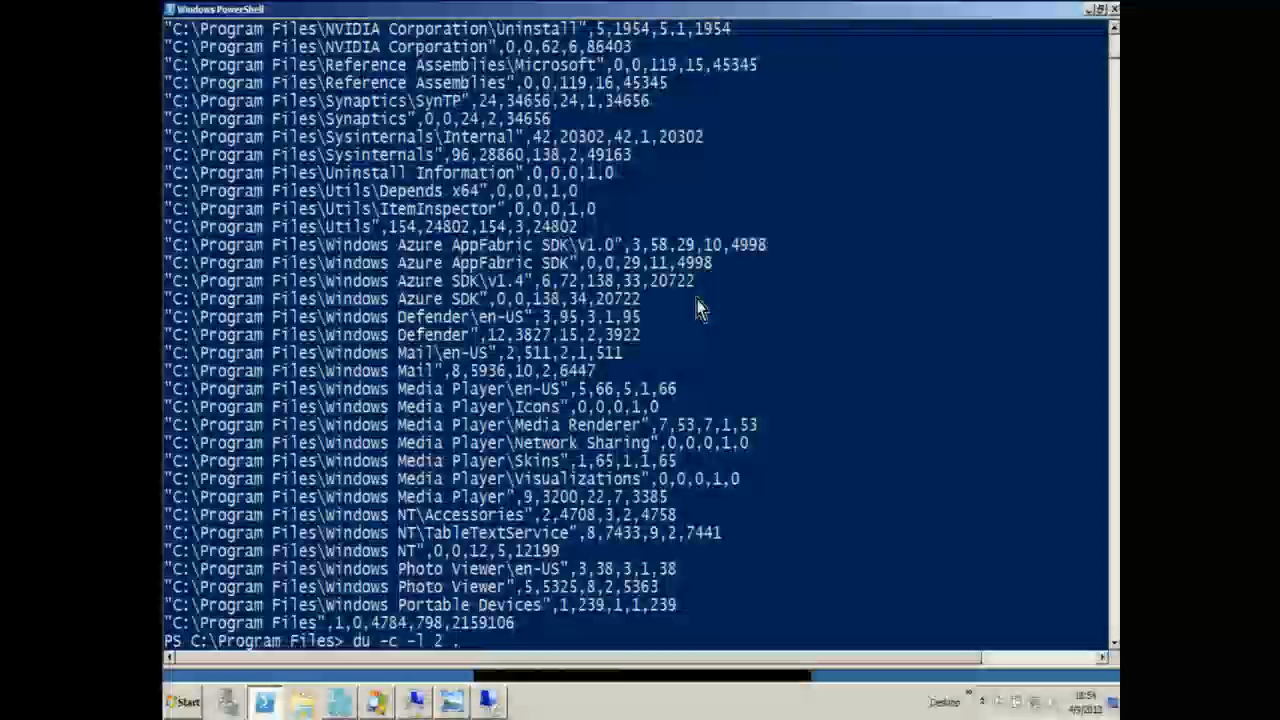 Windows PowerShell
"C:\Program Files\NVIDIA Corporation\Uninstall",5,1954,5,1,1954
"C:\Program Files\NVIDIA Corporation",0,0,62,6,86403
"C:\Program Files\Reference Assemblies\Microsoft",0,0,119,15,45345
"C:\Program Files\Reference Assemblies",0,0,119,16,45345
"C:\Program Files\Synaptics\SynTP",24,34656,24,1,34656
"C:\Program Files\Synaptics",0,0,24,2,34656
"C:\Program Files\Sysinternals\Internal",42,20302,42,1,20302
"C:\Program Files\Sysinternals",96,28860,138,2,49163
"C:\Program Files\Uninstall Information",0,0,0,1,0
"C:\Program Files\Utils\Depends x64",0,0,0,1,0
"C:\Program Files\Utils\ItemInspector",0,0,0,1,0
"C:\Program Files\Utils",154,24802,154,3,24802
"C:\Program Files\Windows Azure AppFabric SDK\V1.0",3,58,29,10,4998
"C:\Program Files\Windows Azure AppFabric SDK",0,0,29,11,4998
"C:\Program Files\Windows Azure SDK\v1.4",6,72,138,33,20722
"C:\Program Files\Windows Azure SDK",0,0,138,34,20722
"C:\Program Files\Windows Defender\en-US",3,95,3,1,95
"C:\Program Files\Windows Defender",12,3827,15,2,3922
"C:\Program Files\Windows Mail\en-US",2,511,2,1,511
"C:\Program Files\Windows Mail",8,5936,10,2,6447
"C:\Program Files\Windows Media Player\en-US",5,66,5,1,66
"C:\Program Files\Windows Media Player\Icons",0,0,0,1,0
"C:\Program Files\Windows Media Player\Media Renderer",7,53,7,1,53
"C:\Program Files\Windows Media Player\Network Sharing",0,0,0,1,0
"C:\Program Files\Windows Media Player\Skins",1,65,1,1,65
"C:\Program Files\Windows Media Player\Visualizations",0,0,0,1,0
"C:\Program Files\Windows Media Player",9,3200,22,7,3385
"C:\Program Files\Windows NT\Accessories",2,4708,3,2,4758
"C:\Program Files\Windows NT\TableTextService",8,7433,9,2,7441
"C:\Program Files\Windows NT",0,0,12,5,12199
"C:\Program Files\Windows Photo Viewer\en-US",3,38,3,1,38
"C:\Program Files\Windows Photo Viewer",5,5325,8,2,5363
"C:\Program Files\Windows Portable Devices",1,239,1,1,239
"C:\Program Files",1,0,4784,798,2159106
PS C:\Program Files> du -c -l 2 .
Start
Desktop
18:54
4/9/2012